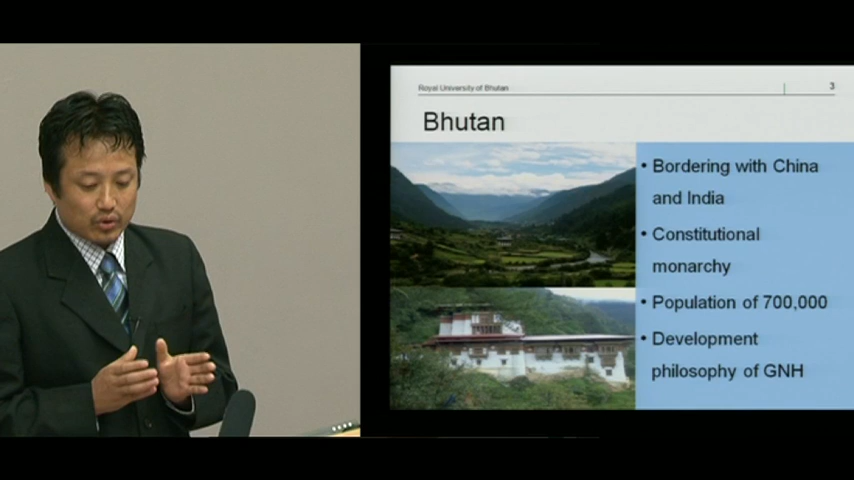 Royal University of Bhutan 3
Bhutan
• Bordering with China
and India
• Constitutional
monarchy
• Population of 700,000
• Development
philosophy of GNH